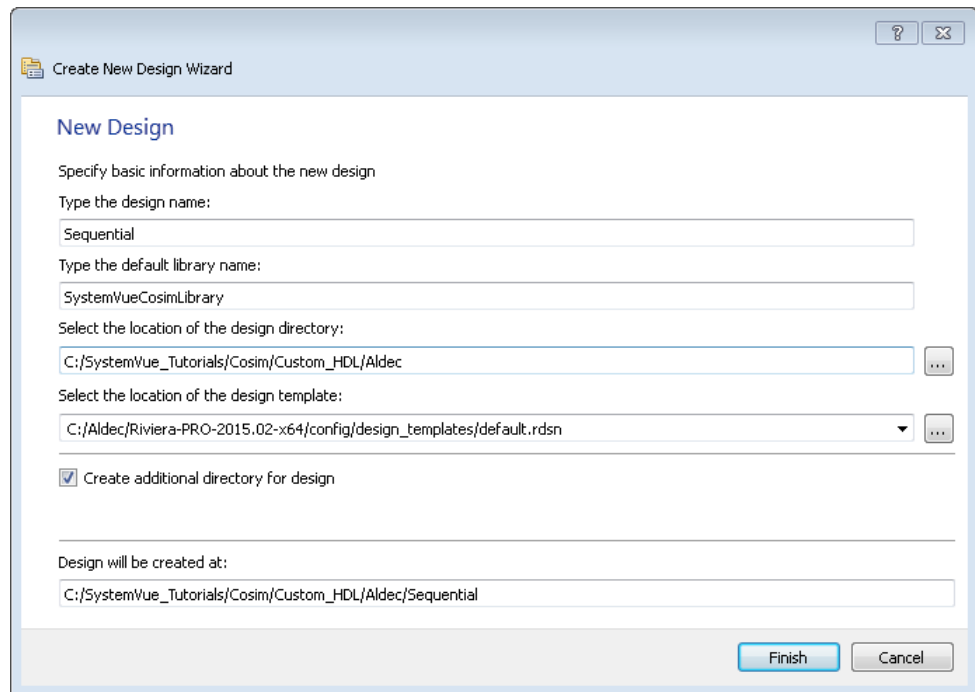 Create New Design Wizard
New Design
Specify basic information about the new design
Type the design name:
Sequential
Type the default library name:
SystemVueCosimLibrary
Select the location of the design directory:
C:/SystemVue_Tutorials/Cosim/Custom_HDL/Aldec
...
Select the location of the design template:
C:/Aldec/Riviera-PRO-2015.02-x64/config/design_templates/default.rdsn
...
Create additional directory for design
Design will be created at:
C:/SystemVue_Tutorials/Cosim/Custom_HDL/Aldec/Sequential
Finish
Cancel